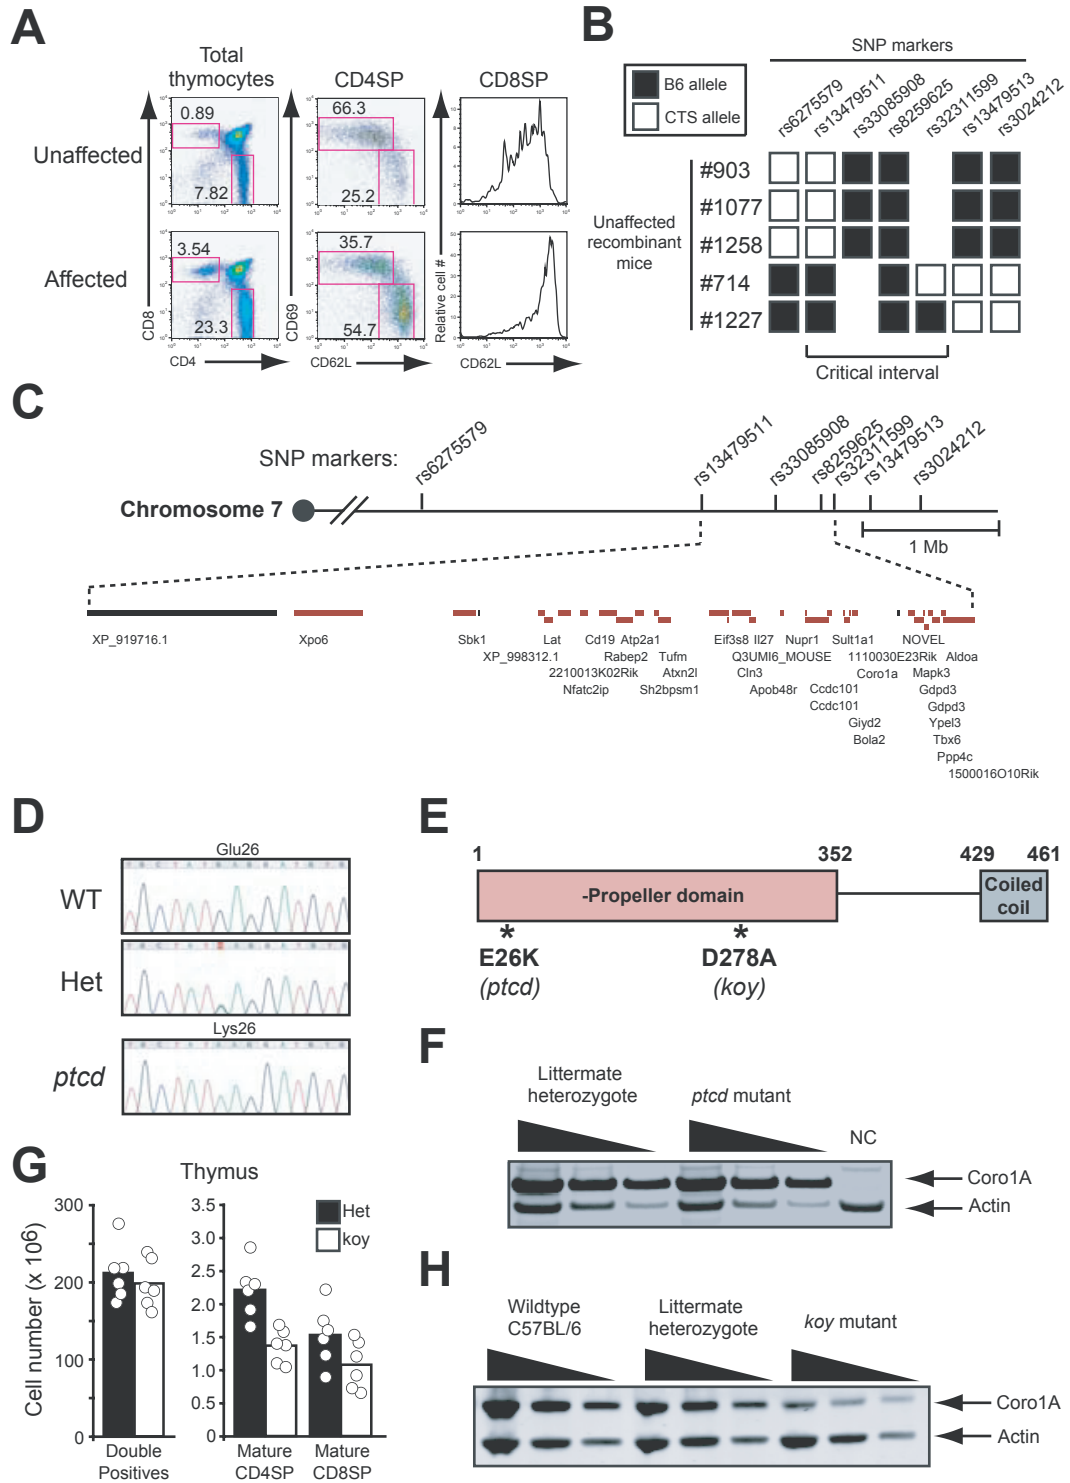 A
Total thymocytes
CD4SP
CD8SP
Unaffected
0.89
7.82
66.3
25.2
Affected
3.54
23.3
35.7
54.7
CD8
CD69
Relative cell #
CD4
CD62L
CD62L
B
SNP markers
B6 allele
CTS allele
rs6275579
rs13479511
rs33085908
rs8259625
rs32311599
rs13479513
rs3024212
Unaffected recombinant mice
#903
#1077
#1258
#714
#1227
Critical interval
C
SNP markers:
rs6275579
rs13479511
rs33085908
rs8259625
rs32311599
rs13479513
rs3024212
Chromosome 7
1 Mb
XP_919716.1
Xpo6
Sbk1
XP_998312.1
Lat
2210013K02Rik
Nfatc2ip
Cd19
Rabep2
Atp2a1
Tufm
Atxn2l
Sh2bpsm1
Eif3s8
Il27
Q3UMI6_MOUSE
Cln3
Apob48r
Nupr1
Ccdc101
Ccdc101
Sult1a1
1110030E23Rik
Coro1a
Giyd2
Bola2
NOVEL
Aldoa
Mapk3
Gdpd3
Gdpd3
Ypel3
Tbx6
Ppp4c
1500016O10Rik
D
Glu26
WT
Het
Lys26
ptcd
E
1
352
429
461
-Propeller domain
Coiled coil
*
*
E26K
(ptcd)
D278A
(koy)
F
Littermate heterozygote
ptcd mutant
NC
Coro1A
Actin
G
Thymus
Cell number (x 10⁶)
300
200
100
0
3.5
3.0
2.5
2.0
1.5
1.0
0.5
0
Het
koy
Double Positives
Mature CD4SP
Mature CD8SP
H
Wildtype C57BL/6
Littermate heterozygote
koy mutant
Coro1A
Actin